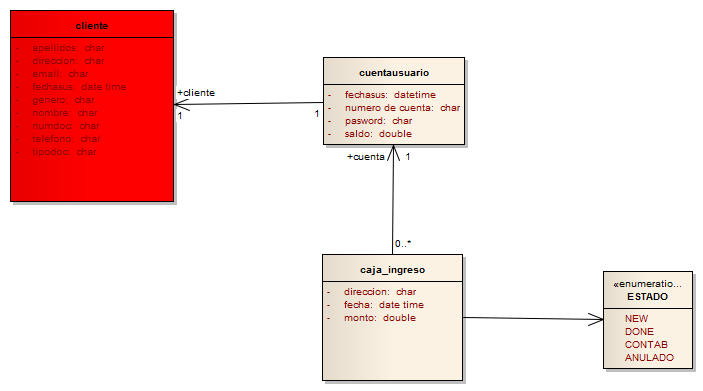 cliente
- apellidos: char
- direccion: char
- email: char
- fechasus: date time
- genero: char
- nombre: char
- numdoc: char
- telefono: char
- tipodoc: char
+cliente
1
1
cuentausuario
- fechasus: datetime
- numero de cuenta: char
- pasword: char
- saldo: double
+cuenta 1
0..*
caja_ingreso
- direccion: char
- fecha: date time
- monto: double
«enumeratio...
ESTADO
NEW
DONE
CONTAB
ANULADO